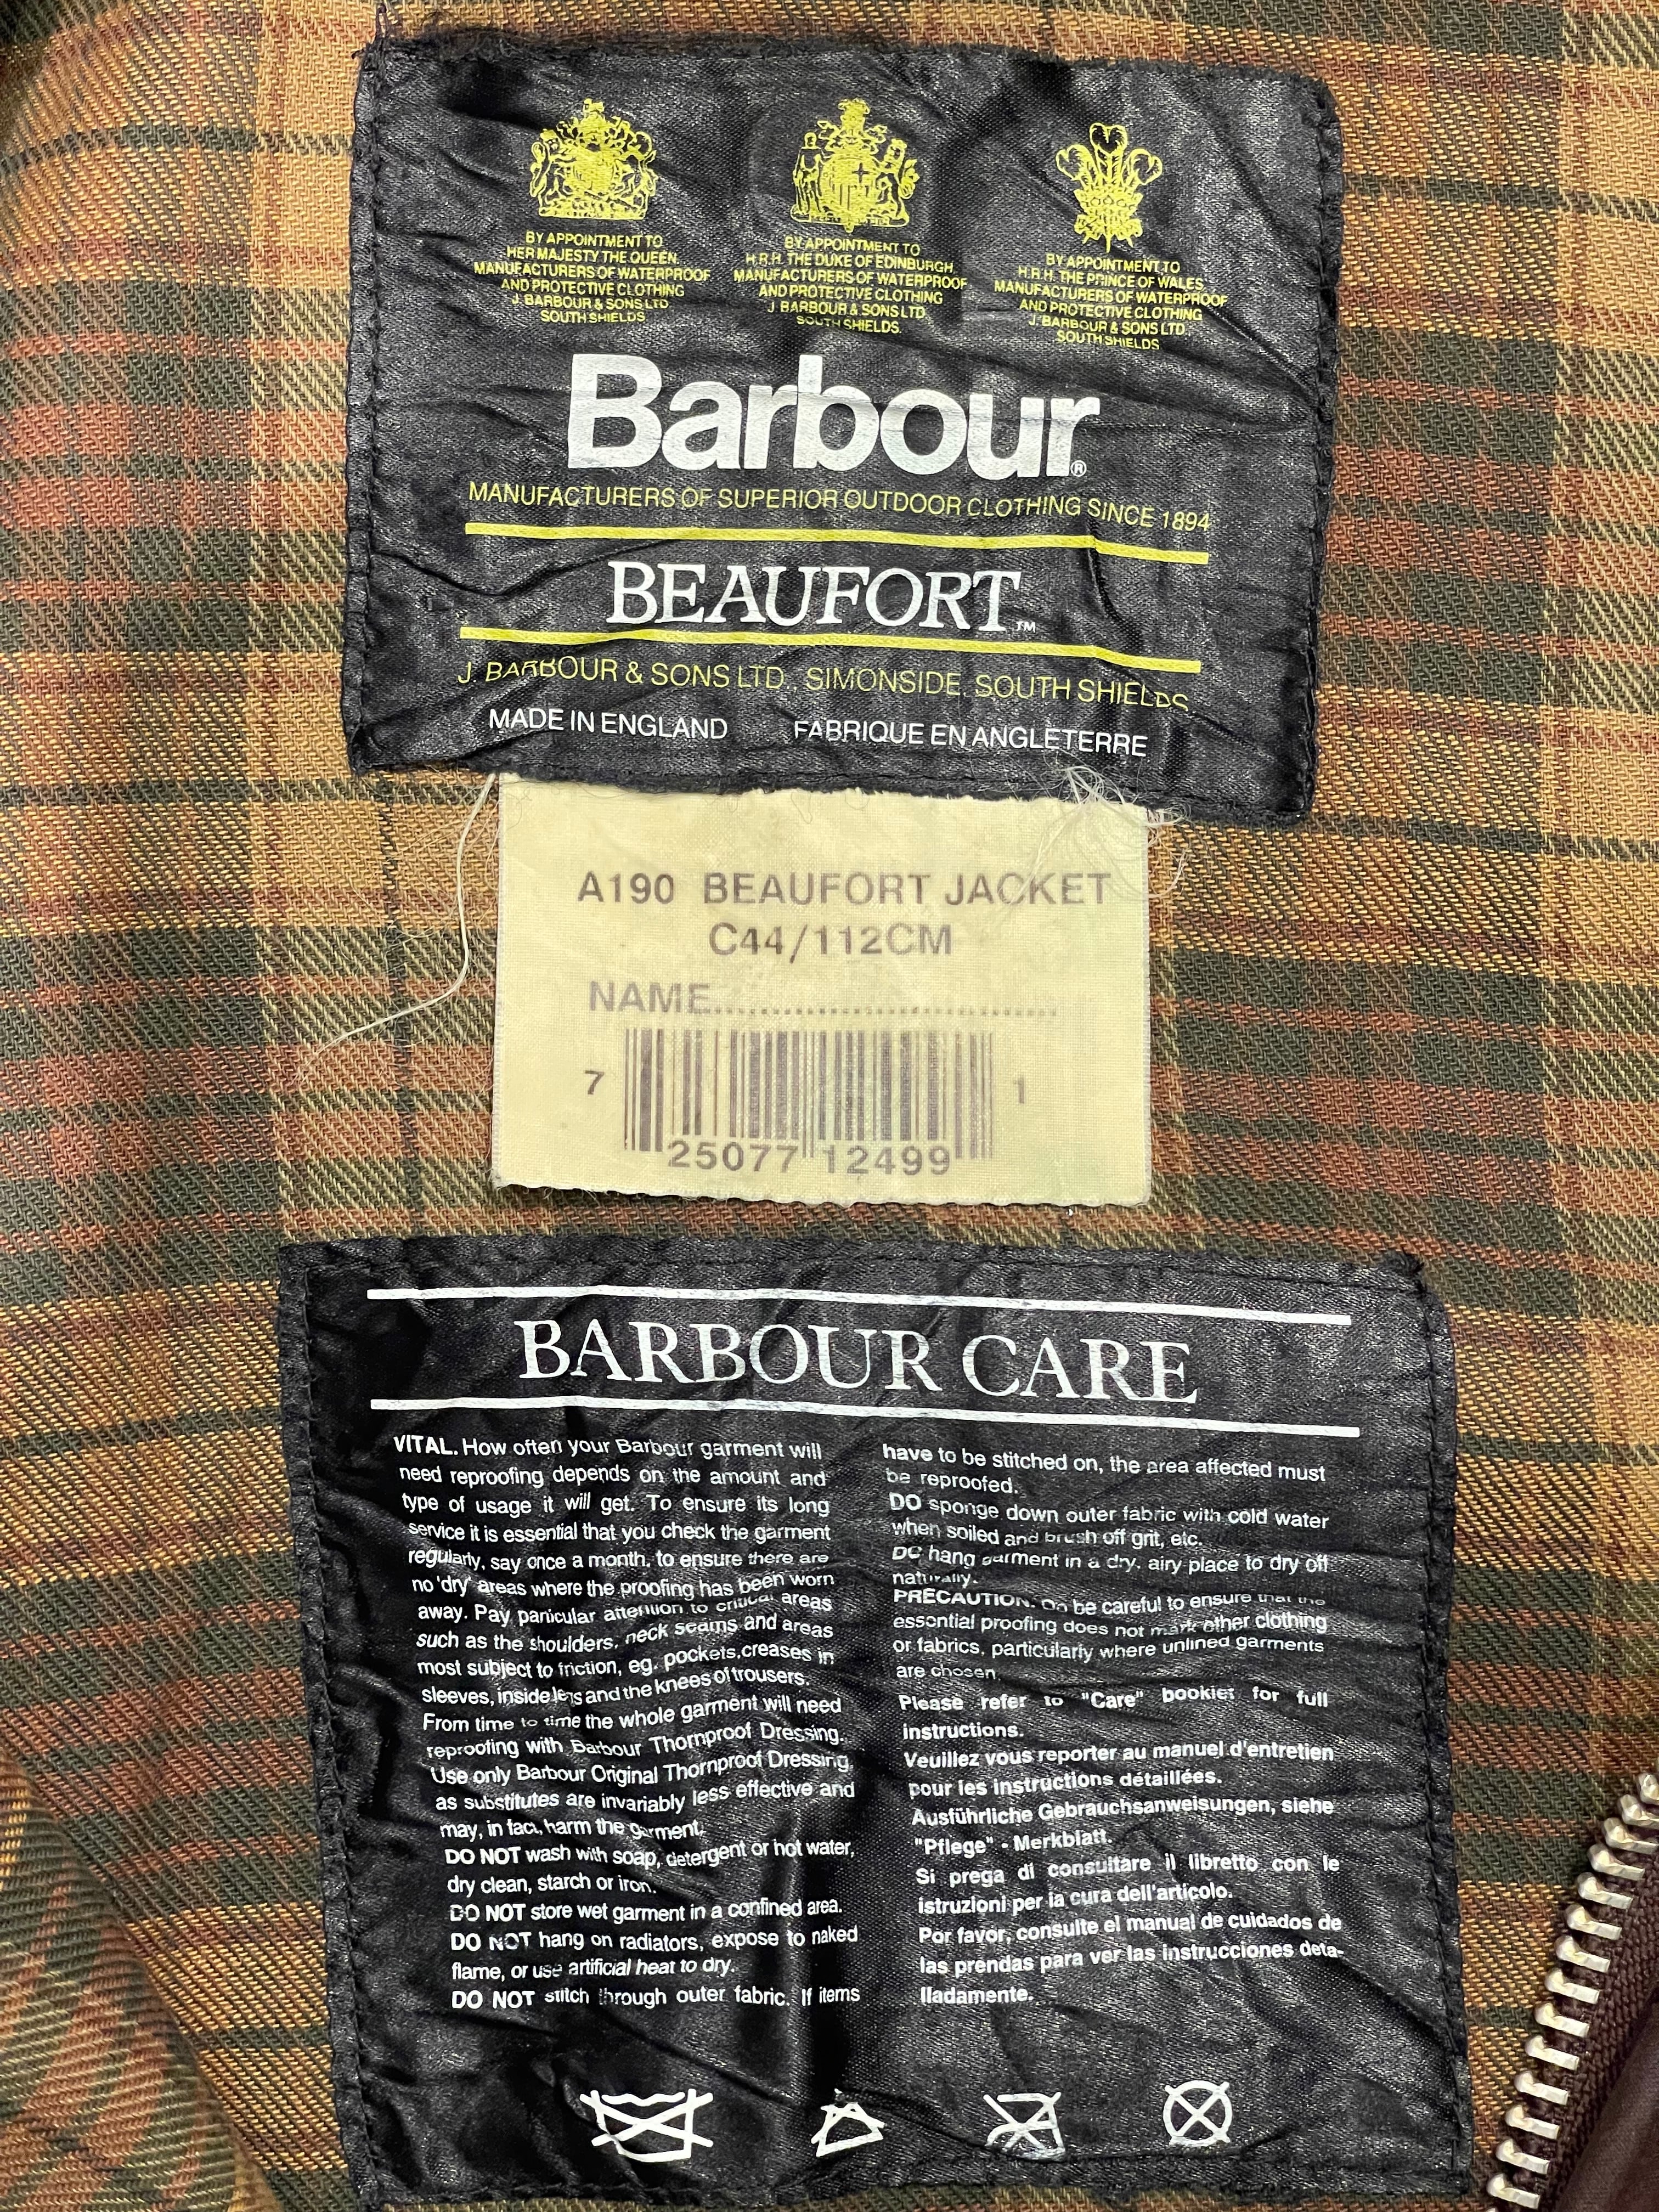 BY APPOINTMENT TO
HER MAJESTY THE QUEEN.
MANUFACTURERS OF WATERPROOF
AND PROTECTIVE CLOTHING
J. BARBOUR & SONS LTD.
SOUTH SHIELDS
BY APPOINTMENT TO
H.R.H. THE DUKE OF EDINBURGH.
MANUFACTURERS OF WATERPROOF
AND PROTECTIVE CLOTHING
J. BARBOUR & SONS LTD
SOUTH SHIELDS.
BY APPOINTMENT TO
H.R.H. THE PRINCE OF WALES
MANUFACTURERS OF WATERPROOF
AND PROTECTIVE CLOTHING
J. BARBOUR & SONS LTD.
SOUTH SHIELDS
Barbour®
MANUFACTURERS OF SUPERIOR OUTDOOR CLOTHING SINCE 1894
BEAUFORT™
J. BARBOUR & SONS LTD., SIMONSIDE, SOUTH SHIELDS
MADE IN ENGLAND FABRIQUE EN ANGLETERRE
A190 BEAUFORT JACKET
C44/112CM
NAME........................................
7 25077 12499 1
BARBOUR CARE
VITAL. How often your Barbour garment will
need reproofing depends on the amount and
type of usage it will get. To ensure its long
service it is essential that you check the garment
regularly, say once a month, to ensure there are
no 'dry' areas where the proofing has been worn
away. Pay particular attention to critical areas
such as the shoulders, neck seams and areas
most subject to friction, eg. pockets, creases in
sleeves, inside legs and the knees of trousers.
From time to time the whole garment will need
reproofing with Barbour Thornproof Dressing.
Use only Barbour Original Thornproof Dressing,
as substitutes are invariably less effective and
may, in fact, harm the garment.
DO NOT wash with soap, detergent or hot water,
dry clean, starch or iron.
DO NOT store wet garment in a confined area.
DO NOT hang on radiators, expose to naked
flame, or use artificial heat to dry.
DO NOT stitch through outer fabric. If items
have to be stitched on, the area affected must
be reproofed.
DO sponge down outer fabric with cold water
when soiled and brush off grit, etc.
DO hang garment in a dry, airy place to dry off
naturally.
PRECAUTION. Do be careful to ensure that the
essential proofing does not mark other clothing
or fabrics, particularly where unlined garments
are chosen.
Please refer to "Care" booklet for full
instructions.
Veuillez vous reporter au manuel d'entretien
pour les instructions détaillées.
Ausführliche Gebrauchsanweisungen, siehe
"Pflege" - Merkblatt.
Si prega di consultare il libretto con le
istruzioni per la cura dell'articolo.
Por favor, consulte el manual de cuidados de
las prendas para ver las instrucciones deta-
lladamente.